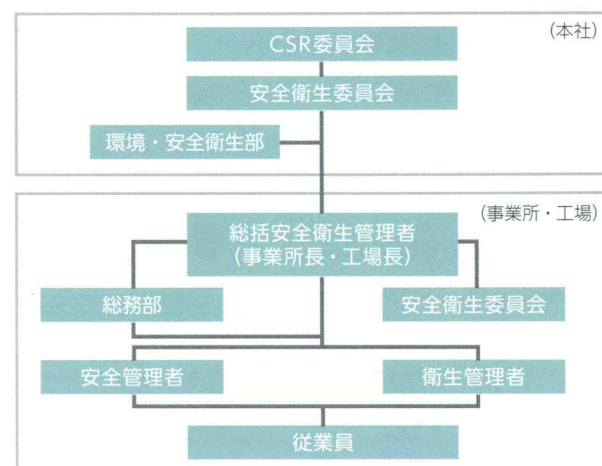 (本社)
CSR委員会
安全衛生委員会
環境・安全衛生部
(事業所・工場)
総括安全衛生管理者
(事業所長・工場長)
総務部
安全衛生委員会
安全管理者
衛生管理者
従業員